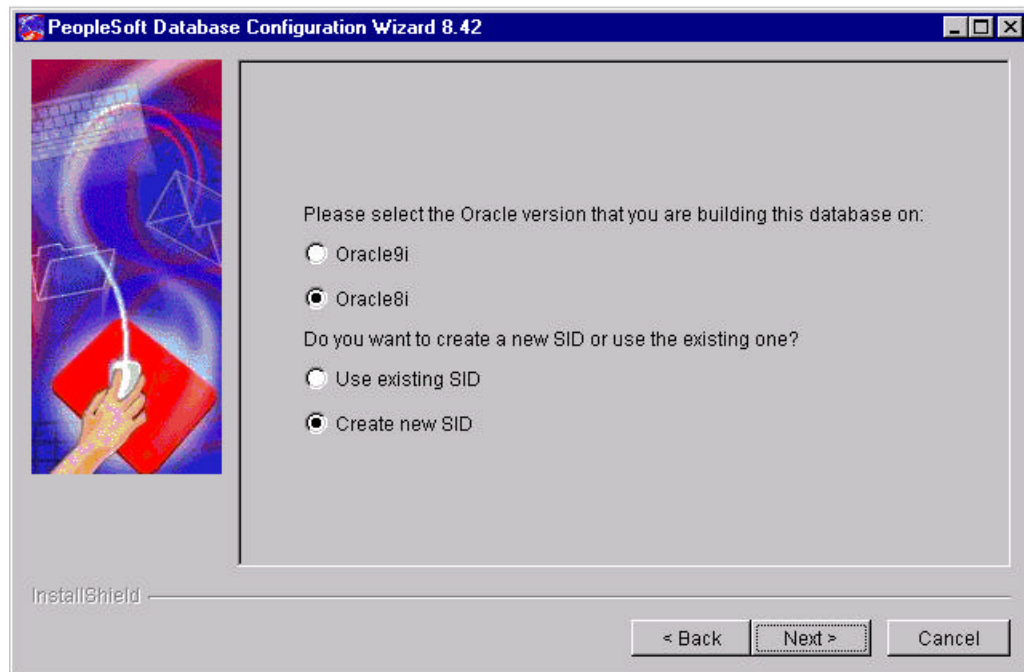 PeopleSoft Database Configuration Wizard 8.42
Please select the Oracle version that you are building this database on:
Oracle9i
Oracle8i
Do you want to create a new SID or use the existing one?
Use existing SID
Create new SID
InstallShield
< Back
Next >
Cancel